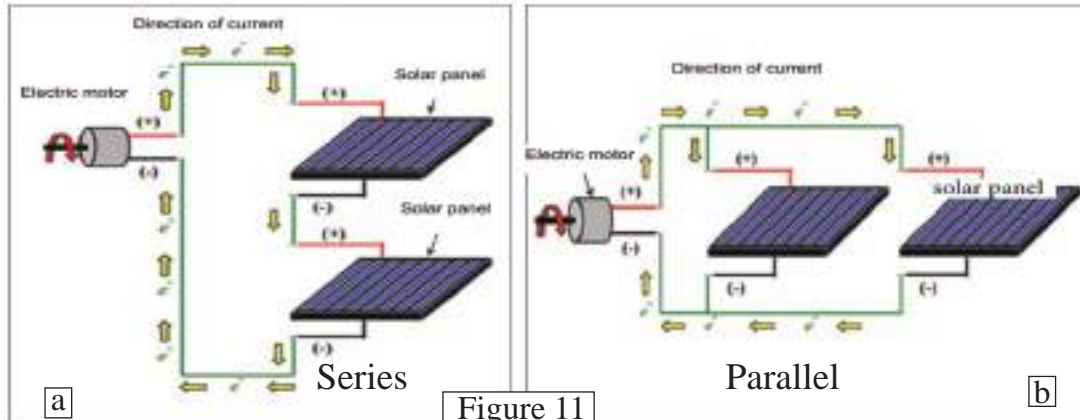 Direction of current
e⁻
e⁻
Solar panel
Electric motor
(+)
(+)
(-)
(-)
Solar panel
(+)
e⁻
e⁻
e⁻
(-)
e⁻
Series
a
Direction of current
e⁻
e⁻
e⁻
Electric motor
(+)
(+)
(+)
solar panel
(-)
(-)
(-)
e⁻
e⁻
e⁻
Parallel
b
Figure 11